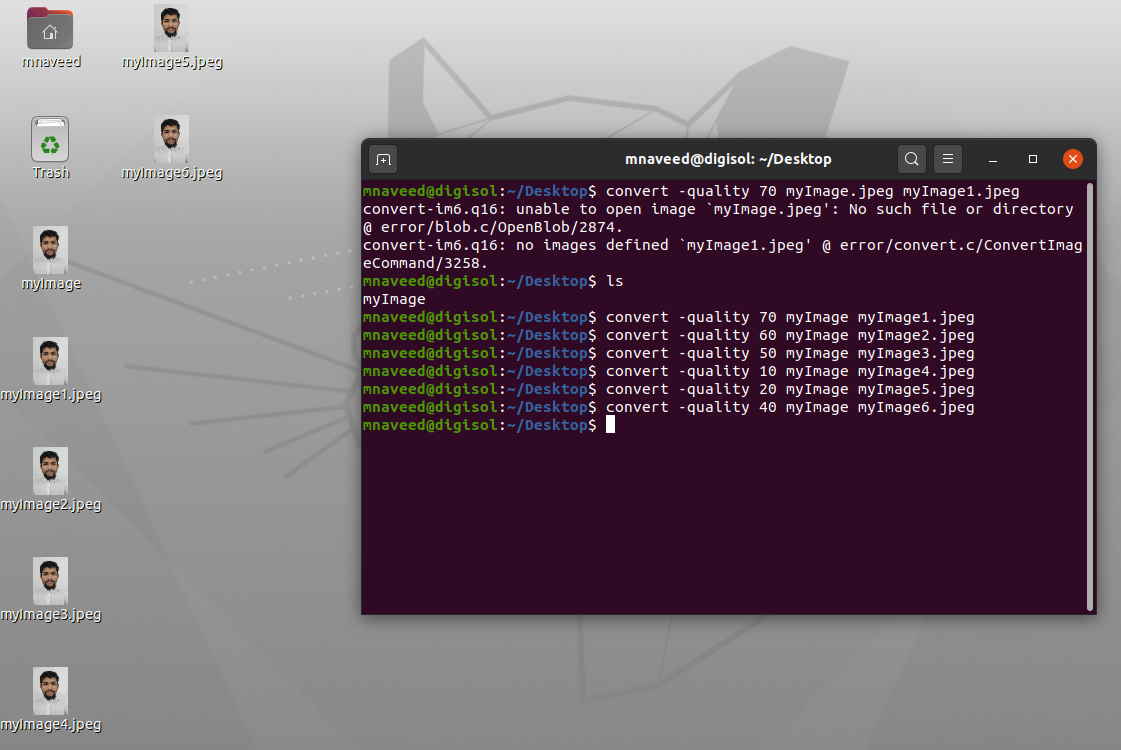 mnaveed
myImage5.jpeg
Trash
myImage6.jpeg
myImage
myImage1.jpeg
myImage2.jpeg
myImage3.jpeg
myImage4.jpeg
mnaveed@digisol: ~/Desktop
mnaveed@digisol:~/Desktop$ convert -quality 70 myImage.jpeg myImage1.jpeg
convert-im6.q16: unable to open image `myImage.jpeg': No such file or directory
@ error/blob.c/OpenBlob/2874.
convert-im6.q16: no images defined `myImage1.jpeg' @ error/convert.c/ConvertImag
eCommand/3258.
mnaveed@digisol:~/Desktop$ ls
myImage
mnaveed@digisol:~/Desktop$ convert -quality 70 myImage myImage1.jpeg
mnaveed@digisol:~/Desktop$ convert -quality 60 myImage myImage2.jpeg
mnaveed@digisol:~/Desktop$ convert -quality 50 myImage myImage3.jpeg
mnaveed@digisol:~/Desktop$ convert -quality 10 myImage myImage4.jpeg
mnaveed@digisol:~/Desktop$ convert -quality 20 myImage myImage5.jpeg
mnaveed@digisol:~/Desktop$ convert -quality 40 myImage myImage6.jpeg
mnaveed@digisol:~/Desktop$